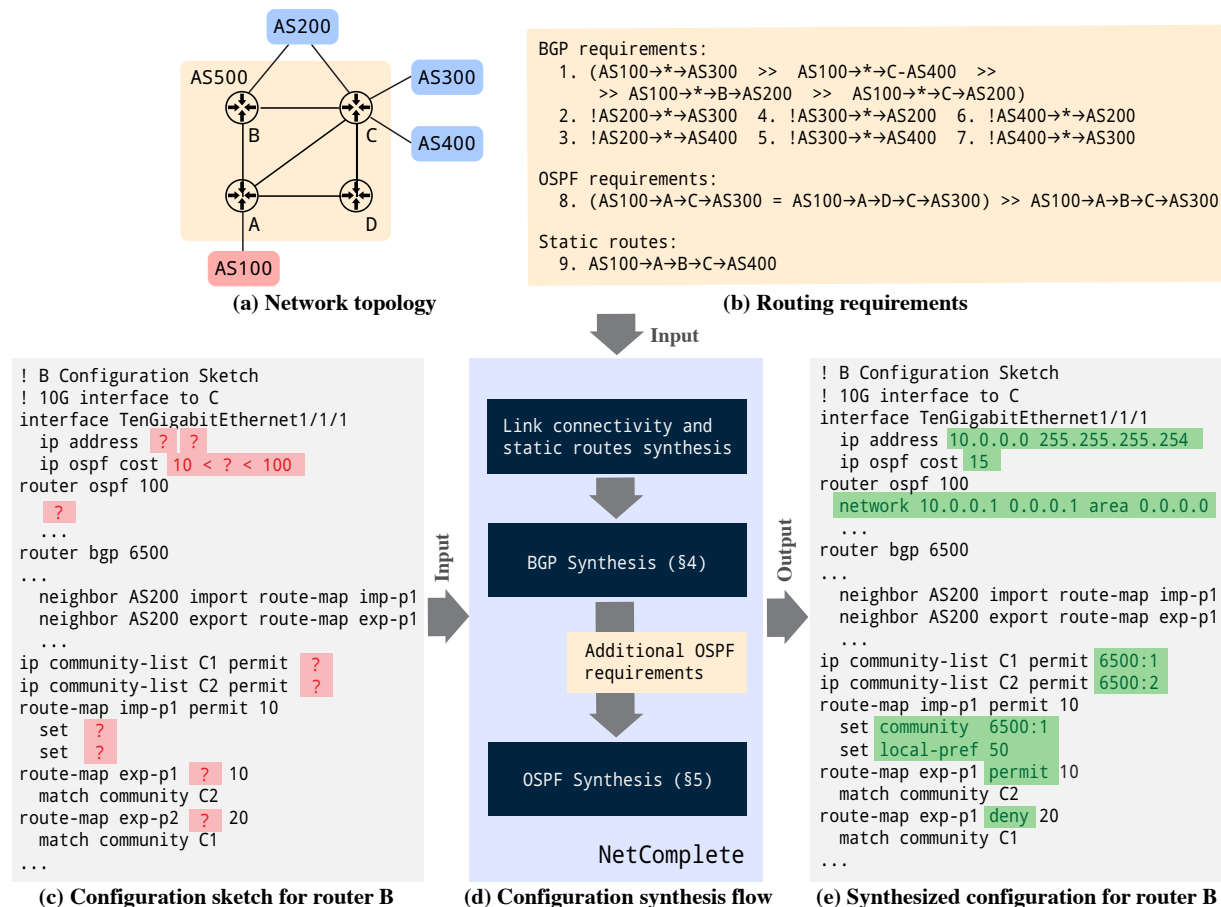 AS200
AS500
AS300
AS400
B
C
A
D
AS100
(a) Network topology
BGP requirements:
1. (AS100→*→AS300 >> AS100→*→C-AS400 >>
>> AS100→*→B→AS200 >> AS100→*→C→AS200)
2. !AS200→*→AS300 4. !AS300→*→AS200 6. !AS400→*→AS200
3. !AS200→*→AS400 5. !AS300→*→AS400 7. !AS400→*→AS300
OSPF requirements:
8. (AS100→A→C→AS300 = AS100→A→D→C→AS300) >> AS100→A→B→C→AS300
Static routes:
9. AS100→A→B→C→AS400
(b) Routing requirements
Input
! B Configuration Sketch
! 10G interface to C
interface TenGigabitEthernet1/1/1
ip address ? ?
ip ospf cost 10 < ? < 100
router ospf 100
?
...
router bgp 6500
...
neighbor AS200 import route-map imp-p1
neighbor AS200 export route-map exp-p1
...
ip community-list C1 permit ?
ip community-list C2 permit ?
route-map imp-p1 permit 10
set ?
set ?
route-map exp-p1 ? 10
match community C2
route-map exp-p2 ? 20
match community C1
...
(c) Configuration sketch for router B
Input
Link connectivity and
static routes synthesis
BGP Synthesis (§4)
Additional OSPF
requirements
OSPF Synthesis (§5)
NetComplete
(d) Configuration synthesis flow
Output
! B Configuration Sketch
! 10G interface to C
interface TenGigabitEthernet1/1/1
ip address 10.0.0.0 255.255.255.254
ip ospf cost 15
router ospf 100
network 10.0.0.1 0.0.0.1 area 0.0.0.0
...
router bgp 6500
...
neighbor AS200 import route-map imp-p1
neighbor AS200 export route-map exp-p1
...
ip community-list C1 permit 6500:1
ip community-list C2 permit 6500:2
route-map imp-p1 permit 10
set community 6500:1
set local-pref 50
route-map exp-p1 permit 10
match community C2
route-map exp-p1 deny 20
match community C1
...
(e) Synthesized configuration for router B